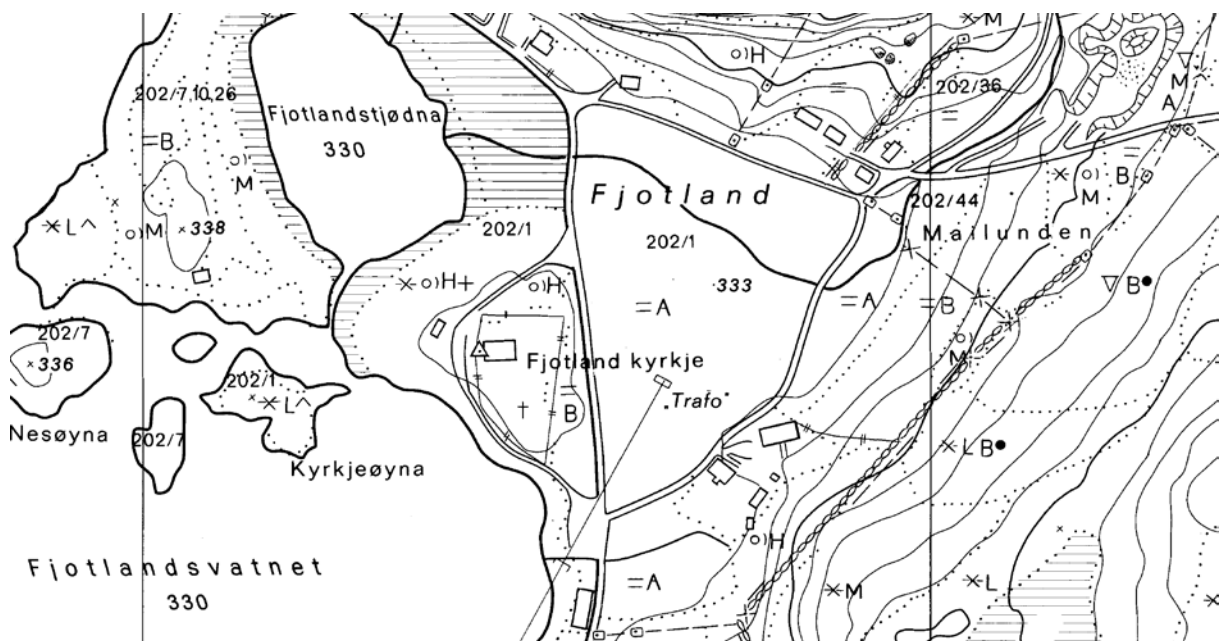 M
H
202/7,10,26
Fjotlandstjødna
330
202/36
M
A
B
M
Fjotland
B
M
202/44
L
M
338
202/1
202/1
Mailunden
H
H
333
A
A
B
B
202/7
336
M
Fjotland kyrkje
202/1
L
Trafo
B
Nesøyna
202/7
L B
Kyrkjeøyna
H
Fjotlandsvatnet
330
A
M
L